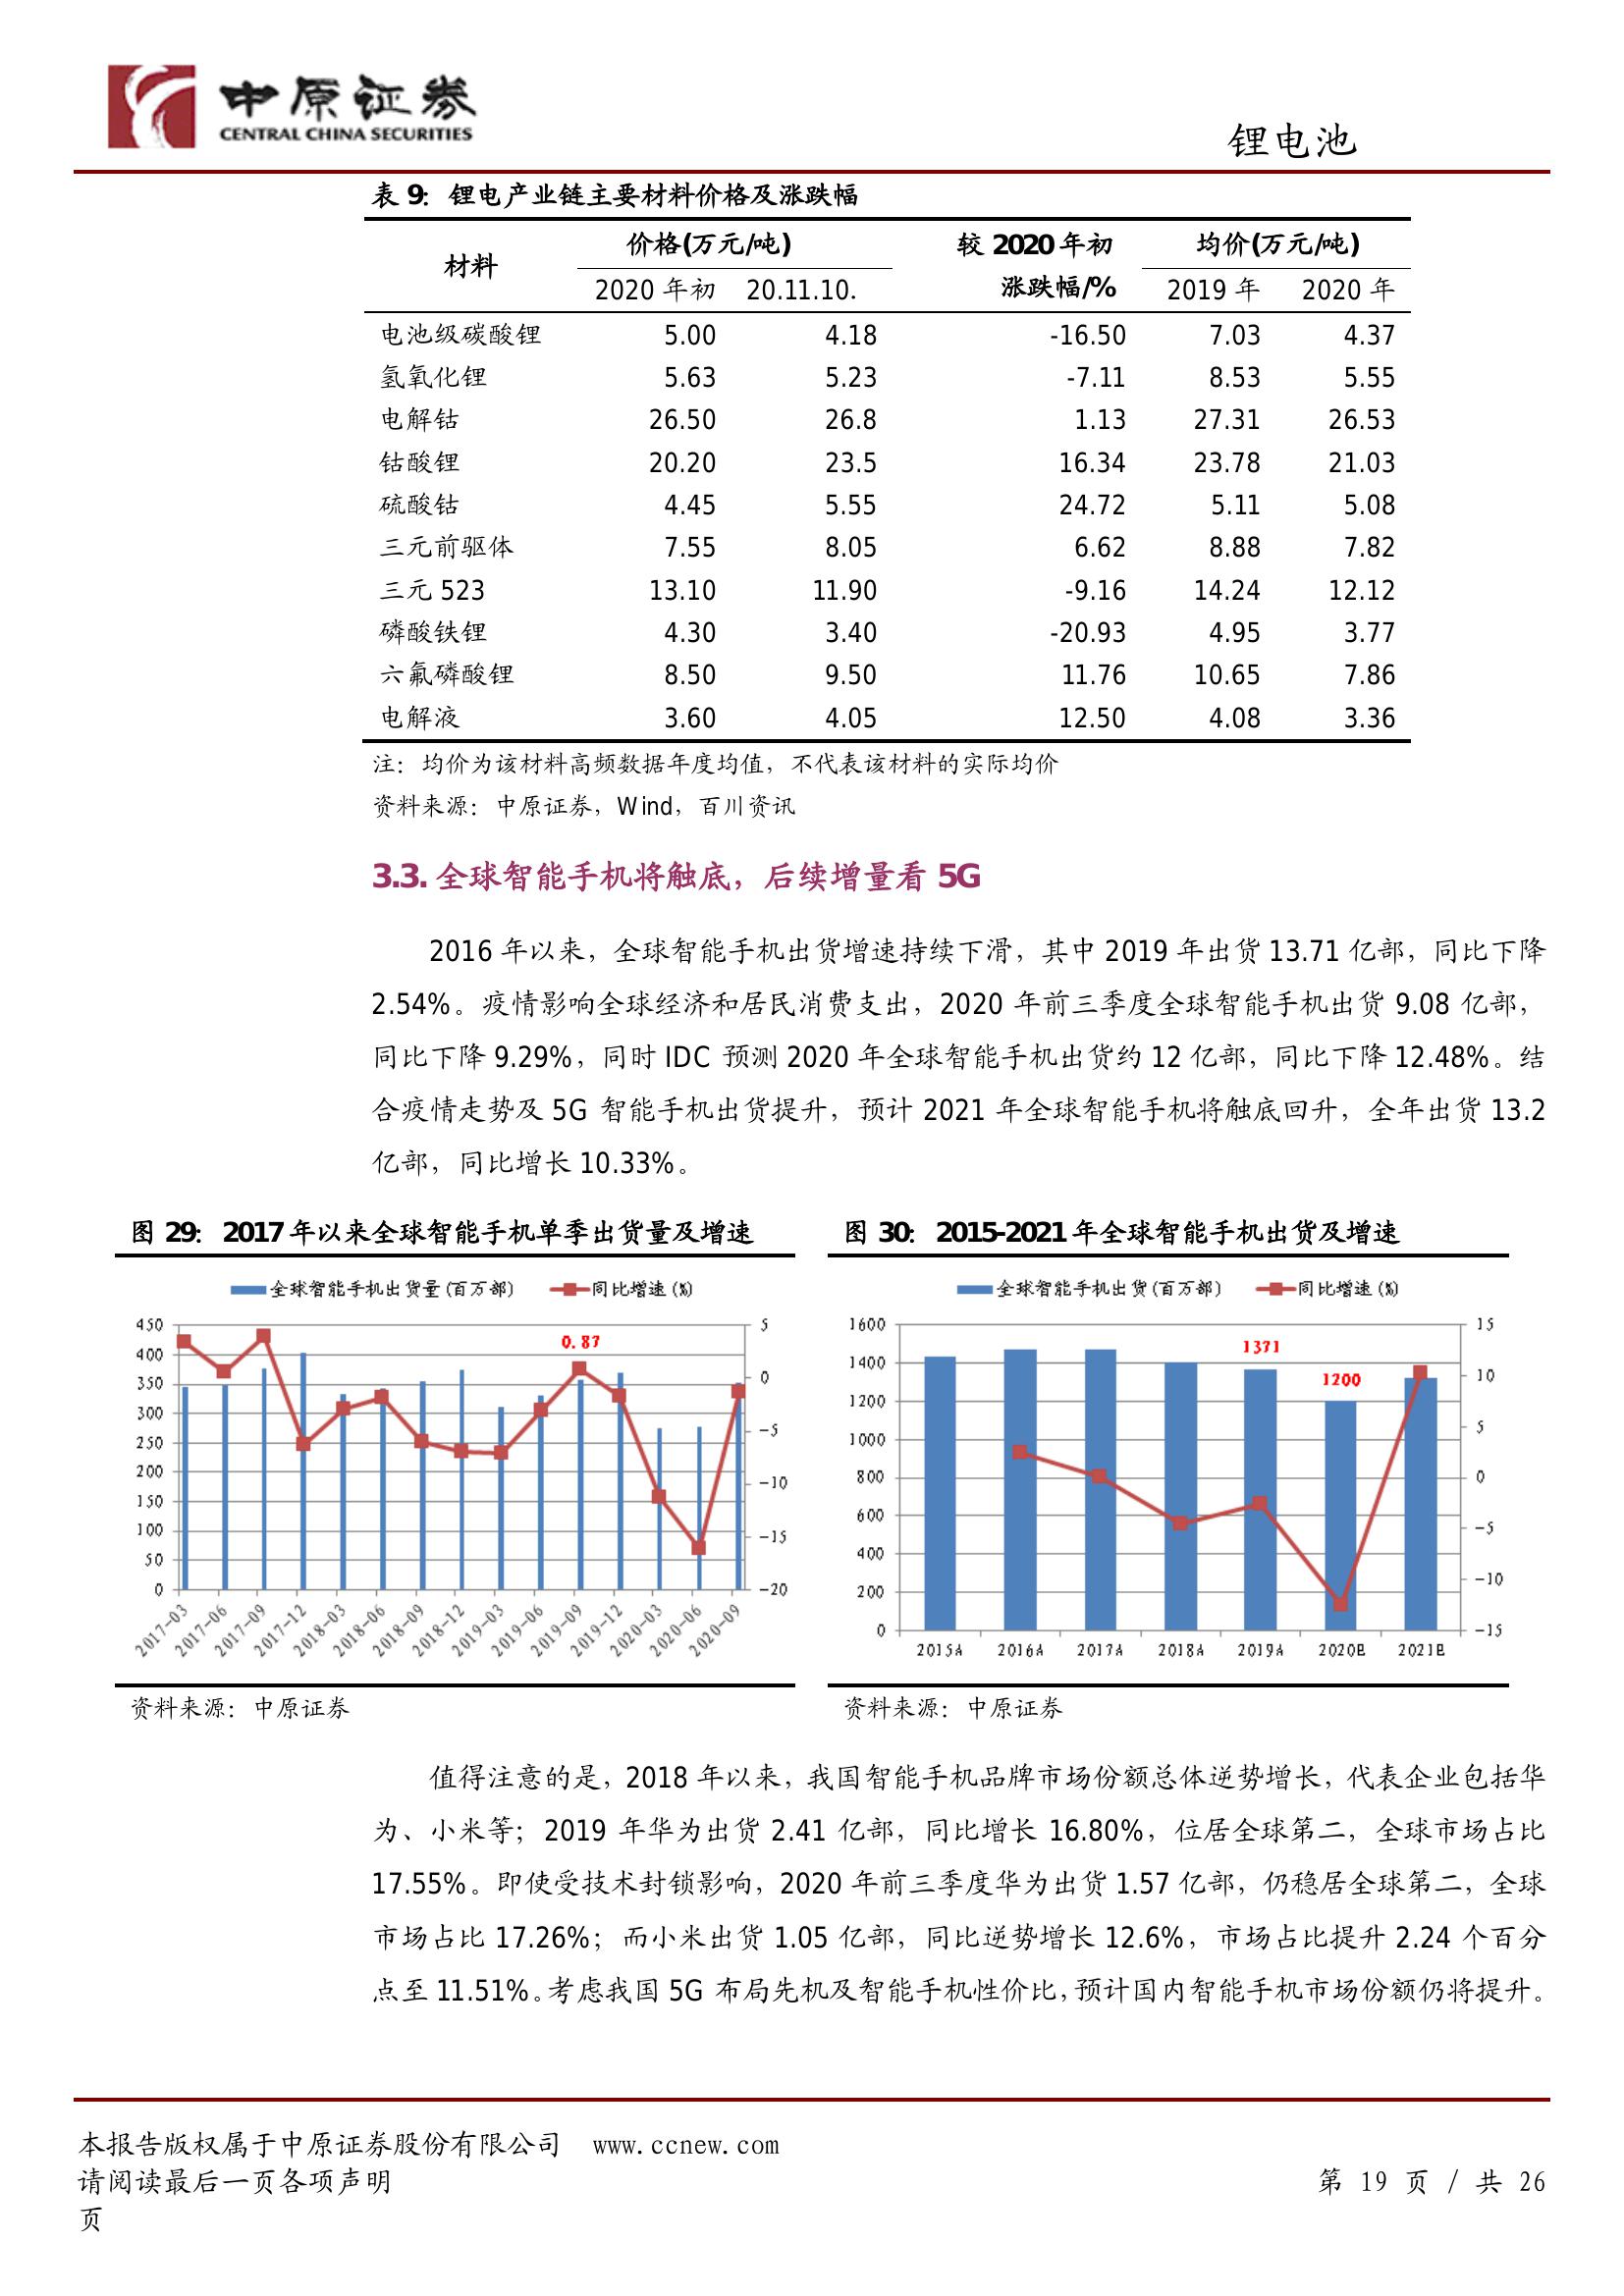 中原证券
CENTRAL CHINA SECURITIES
锂电池
表 9：锂电产业链主要材料价格及涨跌幅
材料 价格(万元/吨) 较 2020 年初 均价(万元/吨)
2020 年初 20.11.10. 涨跌幅/% 2019 年 2020 年
电池级碳酸锂 5.00 4.18 -16.50 7.03 4.37
氢氧化锂 5.63 5.23 -7.11 8.53 5.55
电解钴 26.50 26.8 1.13 27.31 26.53
钴酸锂 20.20 23.5 16.34 23.78 21.03
硫酸钴 4.45 5.55 24.72 5.11 5.08
三元前驱体 7.55 8.05 6.62 8.88 7.82
三元 523 13.10 11.90 -9.16 14.24 12.12
磷酸铁锂 4.30 3.40 -20.93 4.95 3.77
六氟磷酸锂 8.50 9.50 11.76 10.65 7.86
电解液 3.60 4.05 12.50 4.08 3.36
注：均价为该材料高频数据年度均值，不代表该材料的实际均价
资料来源：中原证券，Wind，百川资讯
3.3. 全球智能手机将触底，后续增量看 5G
2016 年以来，全球智能手机出货增速持续下滑，其中 2019 年出货 13.71 亿部，同比下降
2.54%。疫情影响全球经济和居民消费支出，2020 年前三季度全球智能手机出货 9.08 亿部，
同比下降 9.29%，同时 IDC 预测 2020 年全球智能手机出货约 12 亿部，同比下降 12.48%。结
合疫情走势及 5G 智能手机出货提升，预计 2021 年全球智能手机将触底回升，全年出货 13.2
亿部，同比增长 10.33%。
图 29：2017 年以来全球智能手机单季出货量及增速
全球智能手机出货量(百万部) 同比增速(%)
450 5
400 0
350 -5
300 -10
250 -15
200 -20
150
100
50
0
0.87
2017-03 2017-06 2017-09 2017-12 2018-03 2018-06 2018-09 2018-12 2019-03 2019-06 2019-09 2019-12 2020-03 2020-06 2020-09
资料来源：中原证券
图 30：2015-2021 年全球智能手机出货及增速
全球智能手机出货(百万部) 同比增速(%)
1600 15
1400 10
1200 5
1000 0
800 -5
600 -10
400 -15
200
0
1371
1200
2015A 2016A 2017A 2018A 2019A 2020E 2021E
资料来源：中原证券
值得注意的是，2018 年以来，我国智能手机品牌市场份额总体逆势增长，代表企业包括华
为、小米等；2019 年华为出货 2.41 亿部，同比增长 16.80%，位居全球第二，全球市场占比
17.55%。即使受技术封锁影响，2020 年前三季度华为出货 1.57 亿部，仍稳居全球第二，全球
市场占比 17.26%；而小米出货 1.05 亿部，同比逆势增长 12.6%，市场占比提升 2.24 个百分
点至 11.51%。考虑我国 5G 布局先机及智能手机性价比，预计国内智能手机市场份额仍将提升。
本报告版权属于中原证券股份有限公司 www.ccnew.com
请阅读最后一页各项声明 第 19 页 / 共 26
页